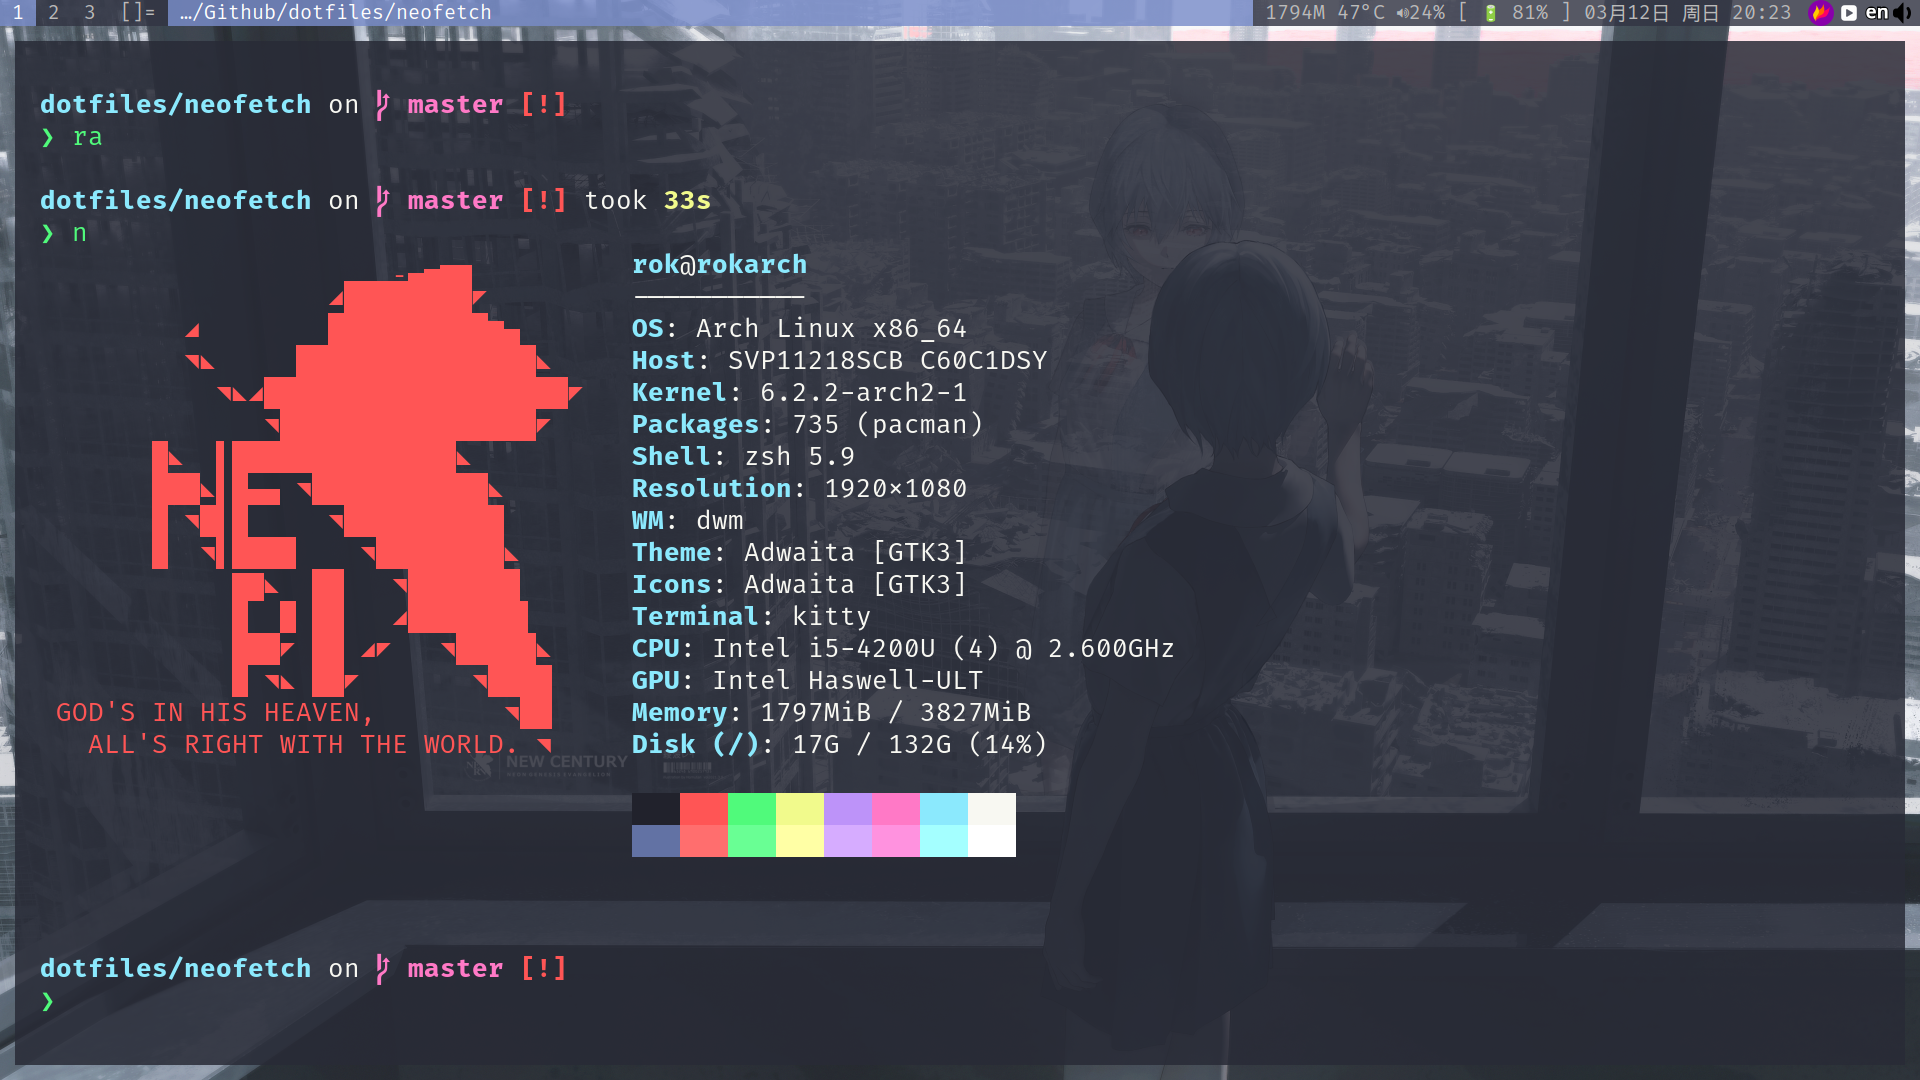 1 2 3 []= …/Github/dotfiles/neofetch 1794M 47°C 24% [ 81% ] 03月12日 周日 20:23 en
dotfiles/neofetch on master [!]
❯ ra
dotfiles/neofetch on master [!] took 33s
❯ n
rok@rokarch
-----------
OS: Arch Linux x86_64
Host: SVP11218SCB C60C1DSY
Kernel: 6.2.2-arch2-1
Packages: 735 (pacman)
Shell: zsh 5.9
Resolution: 1920×1080
WM: dwm
Theme: Adwaita [GTK3]
Icons: Adwaita [GTK3]
Terminal: kitty
CPU: Intel i5-4200U (4) @ 2.600GHz
GPU: Intel Haswell-ULT
Memory: 1797MiB / 3827MiB
Disk (/): 17G / 132G (14%)
NE
RV
GOD'S IN HIS HEAVEN,
ALL'S RIGHT WITH THE WORLD.
NEW CENTURY
dotfiles/neofetch on master [!]
❯